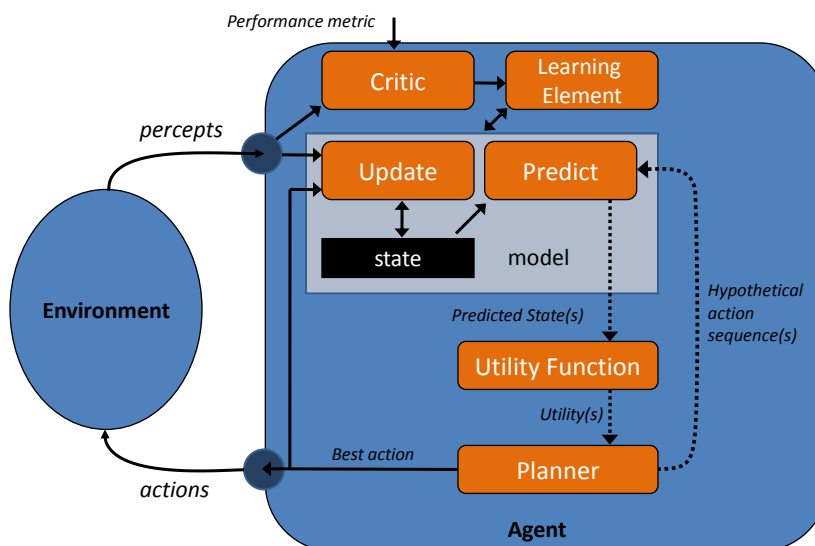 Performance metric
Critic
Learning
Element
percepts
Update
Predict
state
model
Environment
Hypothetical
action
sequence(s)
Predicted State(s)
Utility Function
Utility(s)
Best action
Planner
actions
Agent